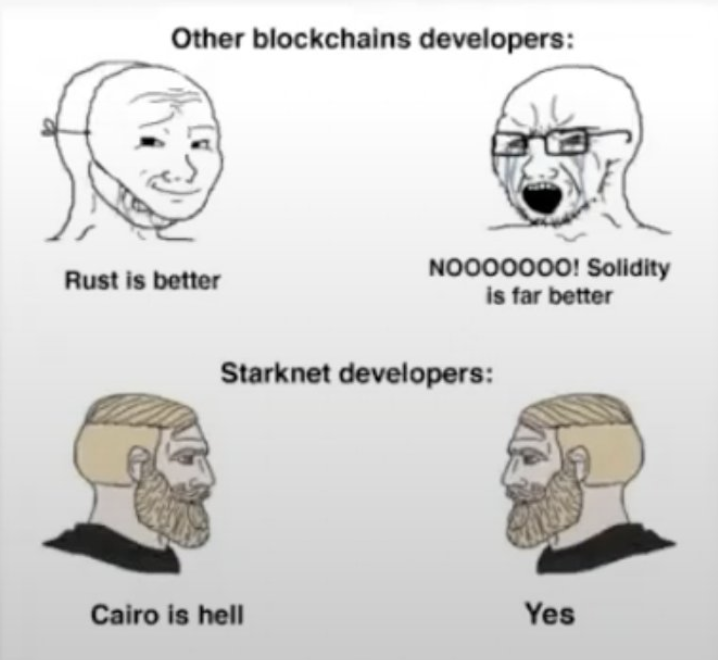 Other blockchains developers:
Rust is better
NOOOOOOO! Solidity
is far better
Starknet developers:
Cairo is hell
Yes